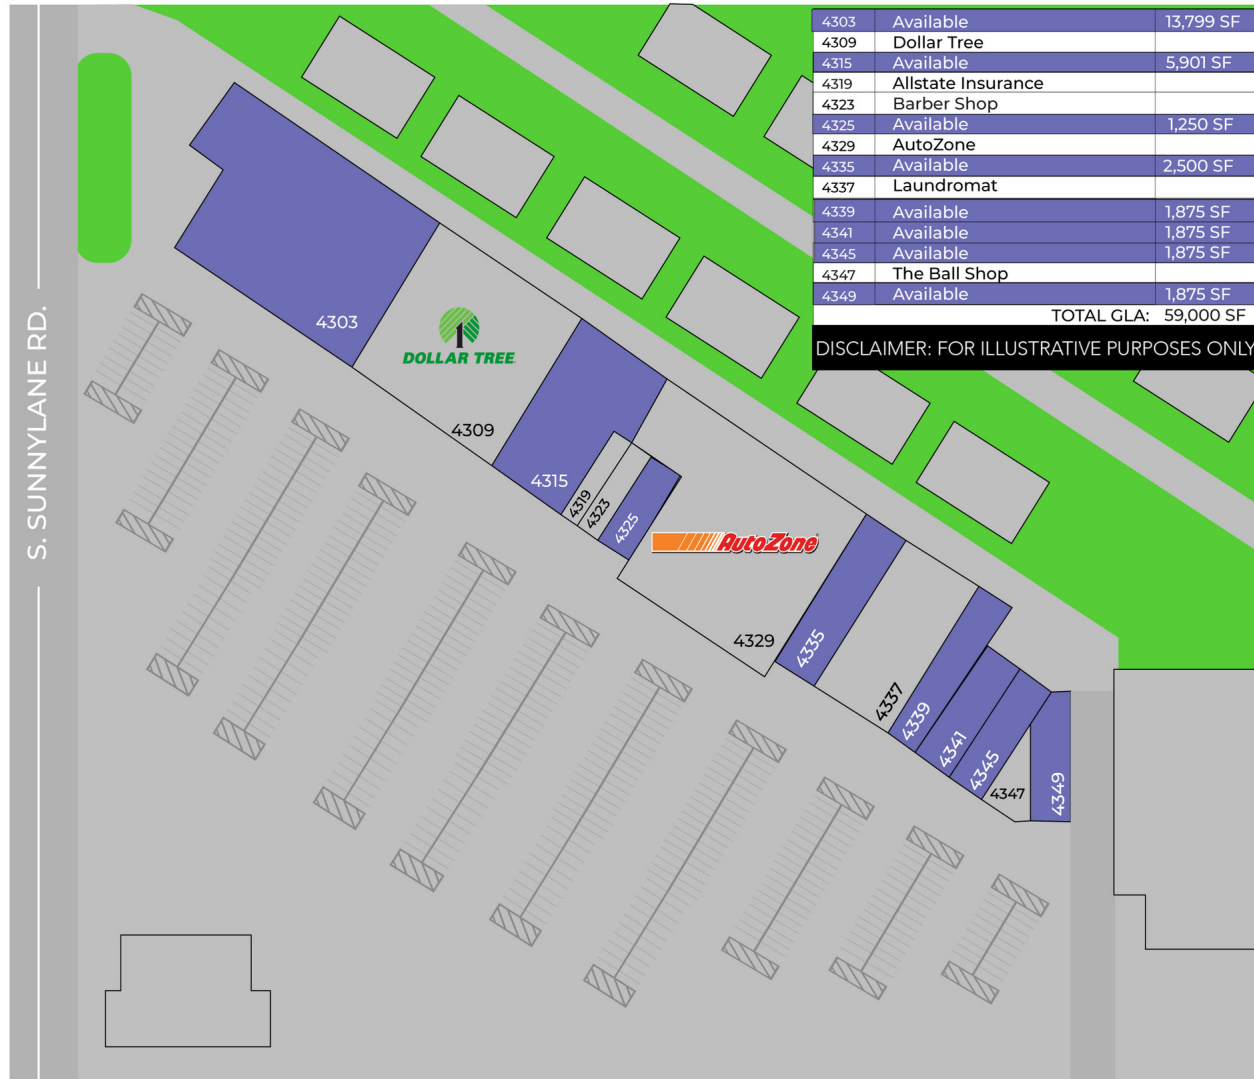 4303 Available 13,799 SF
4309 Dollar Tree
4315 Available 5,901 SF
4319 Allstate Insurance
4323 Barber Shop
4325 Available 1,250 SF
4329 AutoZone
4335 Available 2,500 SF
4337 Laundromat
4339 Available 1,875 SF
4341 Available 1,875 SF
4345 Available 1,875 SF
4347 The Ball Shop
4349 Available 1,875 SF
TOTAL GLA: 59,000 SF
DISCLAIMER: FOR ILLUSTRATIVE PURPOSES ONLY
S. SUNNYLANE RD.
4303
1
DOLLAR TREE
4309
4315
4319
4323
4325
AutoZone
4329
4335
4337
4339
4341
4345
4347
4349